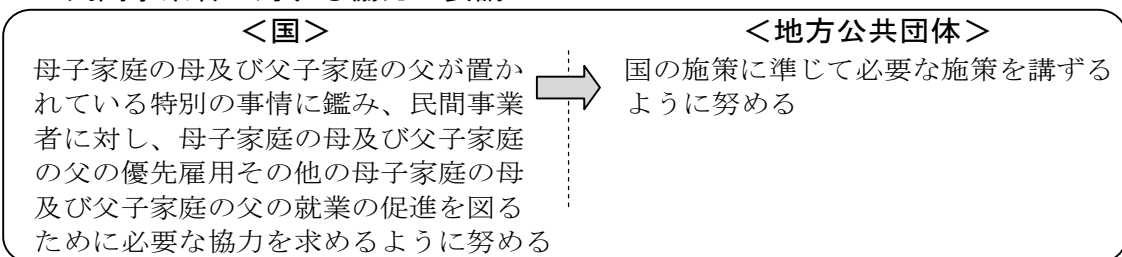 ＜国＞
母子家庭の母及び父子家庭の父が置か
れている特別の事情に鑑み、民間事業
者に対し、母子家庭の母及び父子家庭
の父の優先雇用その他の母子家庭の母
及び父子家庭の父の就業の促進を図る
ために必要な協力を求めるように努める
＜地方公共団体＞
国の施策に準じて必要な施策を講ずる
ように努める